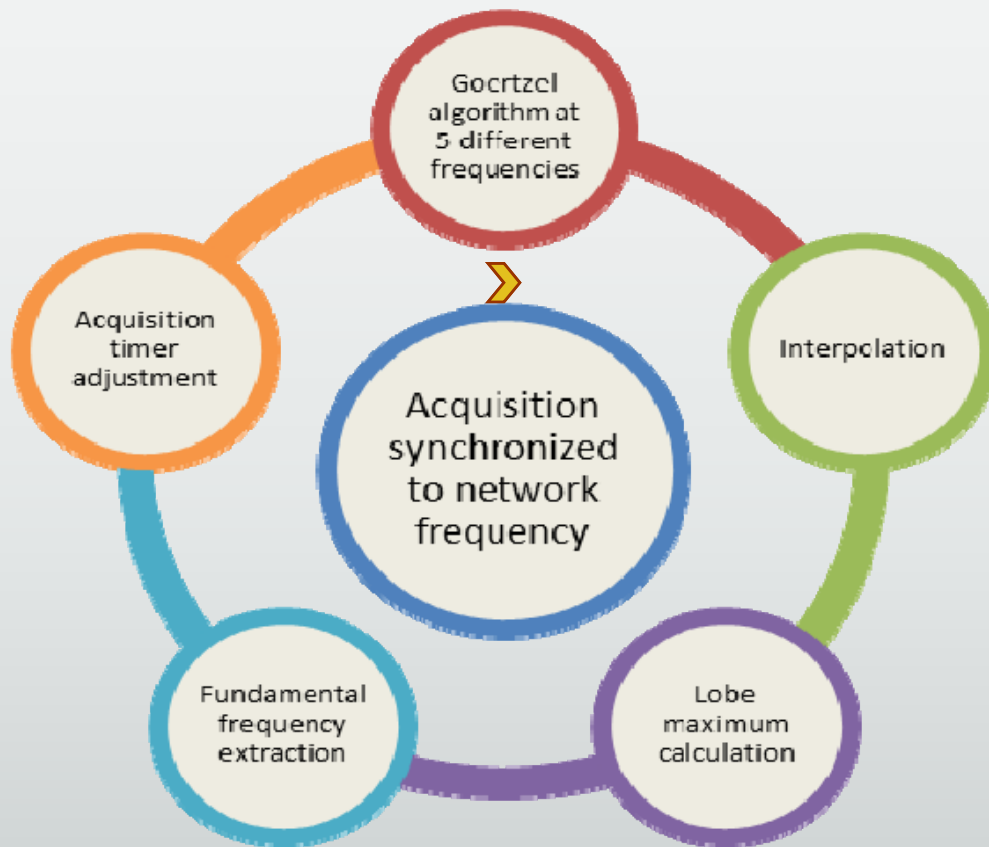 Goertzel
algorithm at
5 different
frequencies
Interpolation
Lobe
maximum
calculation
Fundamental
frequency
extraction
Acquisition
timer
adjustment
Acquisition
synchronized
to network
frequency